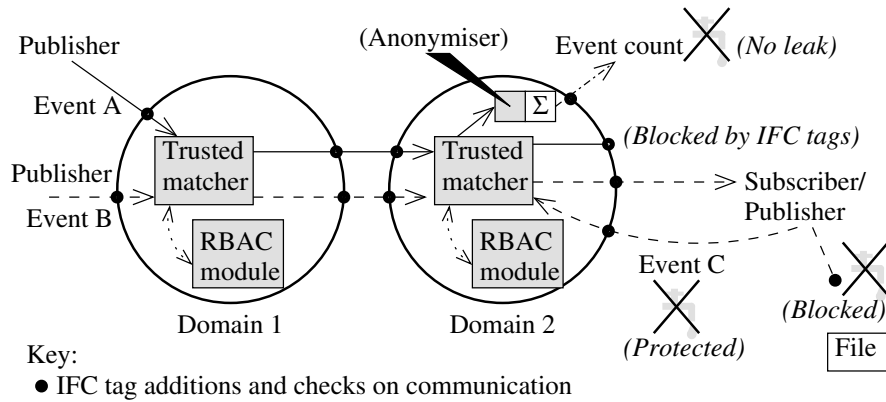 Publisher
(Anonymiser)
Event count
(No leak)
Event A
Σ
Trusted
matcher
Trusted
matcher
(Blocked by IFC tags)
Publisher
Event B
Subscriber/
Publisher
RBAC
module
RBAC
module
Event C
(Blocked)
Domain 1
Domain 2
(Protected)
File
Key:
IFC tag additions and checks on communication